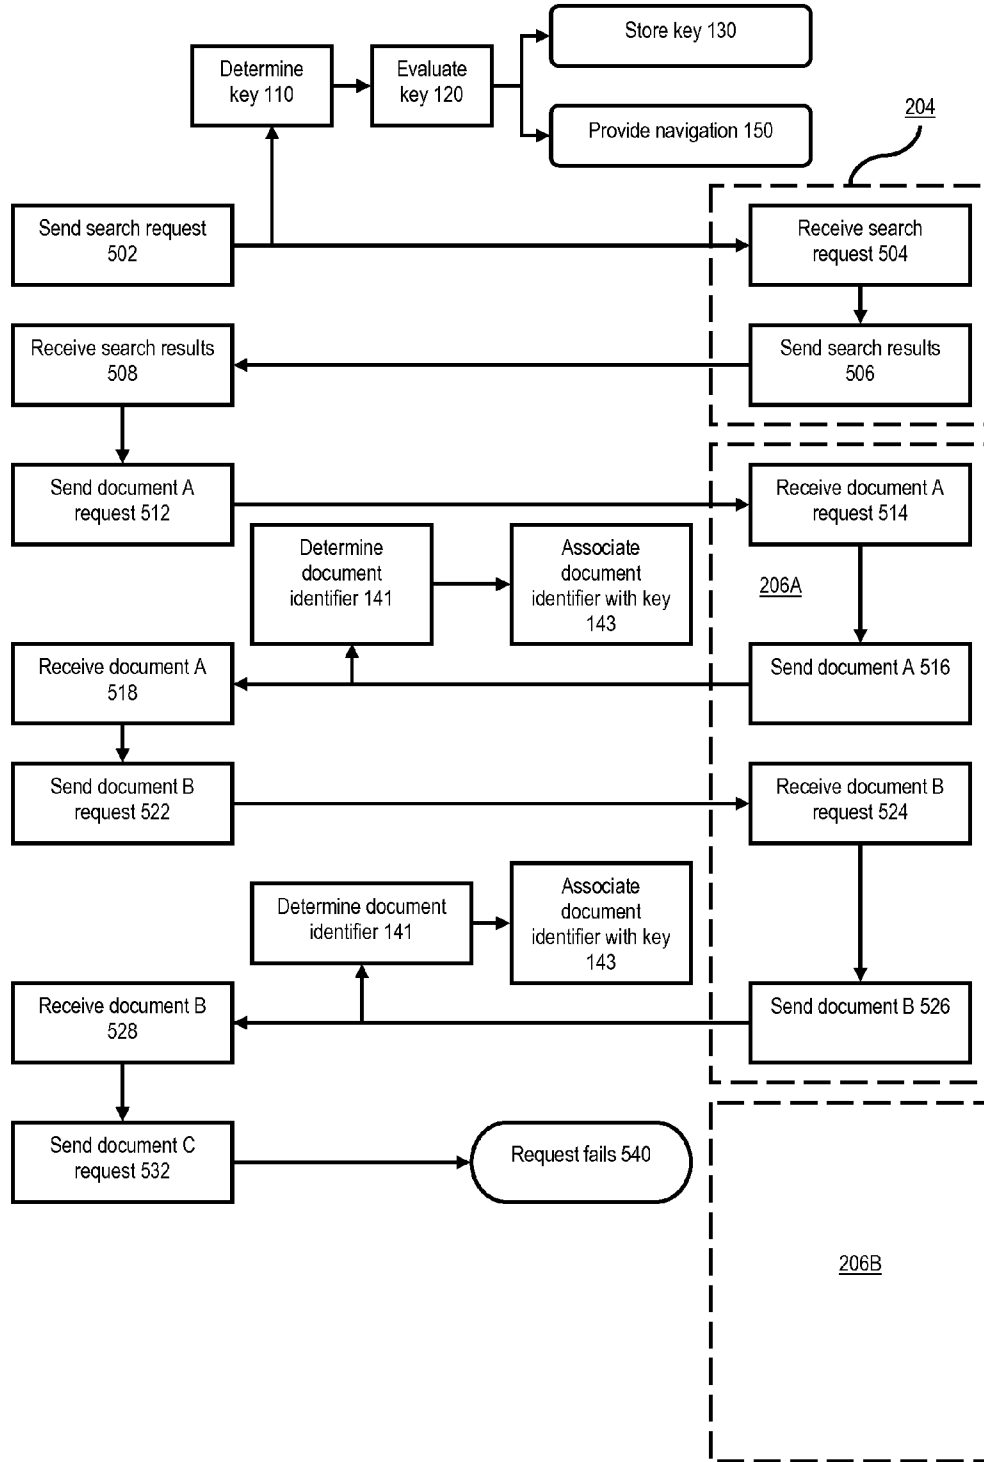 Store key 130
Determine
key 110
Evaluate
key 120
Provide navigation 150
204
Send search request
502
Receive search
request 504
Receive search results
508
Send search results
506
Send document A
request 512
Receive document A
request 514
Determine
document
identifier 141
Associate
document
identifier with key
143
206A
Receive document A
518
Send document A 516
Send document B
request 522
Receive document B
request 524
Determine document
identifier 141
Associate
document
identifier with key
143
Receive document B
528
Send document B 526
Send document C
request 532
Request fails 540
206B